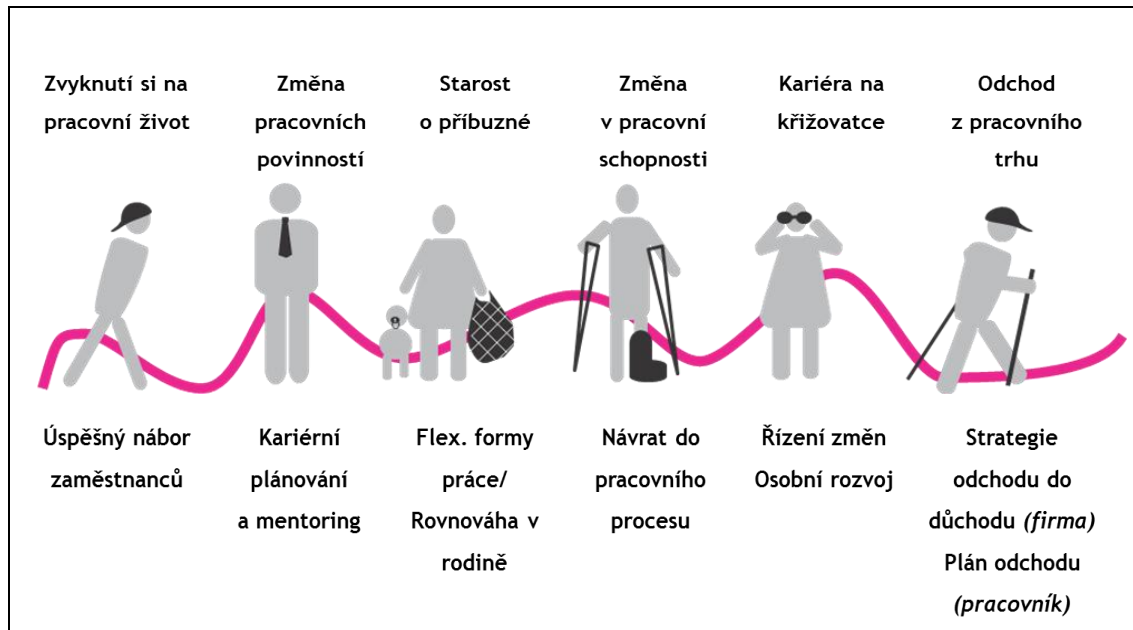 Zvyknutí si na
pracovní život
Změna
pracovních
povinností
Starost
o příbuzné
Změna
v pracovní
schopnosti
Kariéra na
křižovatce
Odchod
z pracovního
trhu
Úspěšný nábor
zaměstnanců
Kariérní
plánování
a mentoring
Flex. formy
práce/
Rovnováha v
rodině
Návrat do
pracovního
procesu
Řízení změn
Osobní rozvoj
Strategie
odchodu do
důchodu (firma)
Plán odchodu
(pracovník)